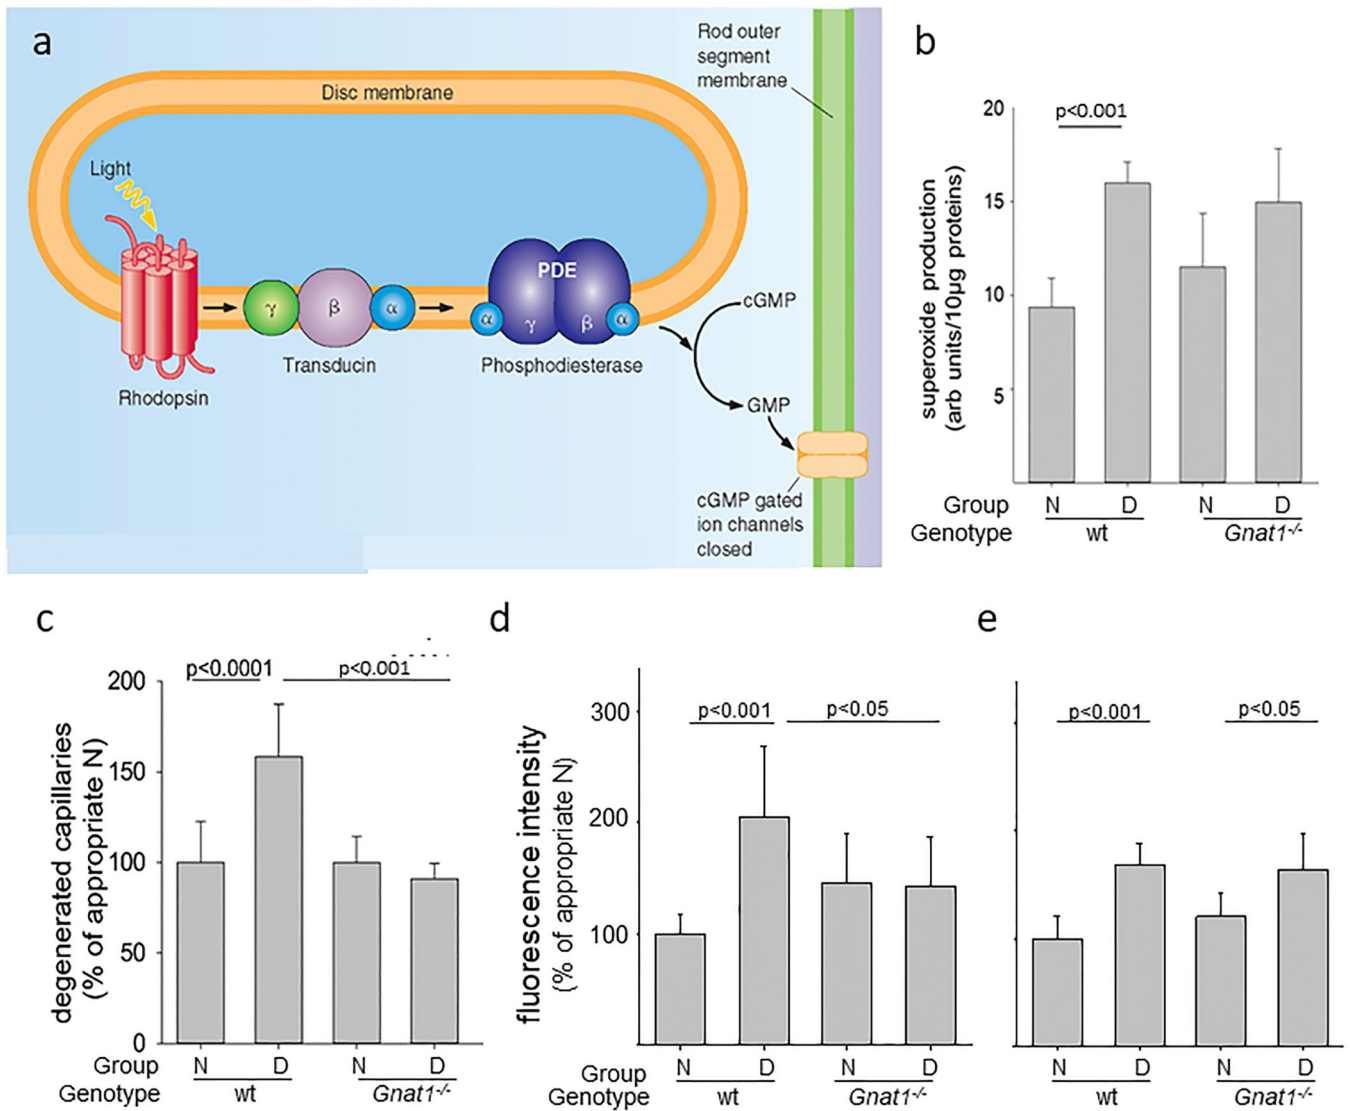 a
Disc membrane
Rod outer
segment
membrane
Light
PDE
γ
β
α
α
γ
β
α
cGMP
Transducin
Phosphodiesterase
Rhodopsin
GMP
cGMP gated
ion channels
closed
b
superoxide production
(arb units/10µg proteins)
20
15
10
5
p<0.001
Group N D N D
Genotype wt Gnat1-/-
c
degenerated capillaries
(% of appropriate N)
200
150
100
50
0
p<0.0001 p<0.001
Group N D N D
Genotype wt Gnat1-/-
d
fluorescence intensity
(% of appropriate N)
300
200
100
p<0.001 p<0.05
Group N D N D
Genotype wt Gnat1-/-
e
p<0.001 p<0.05
N D N D
wt Gnat1-/-